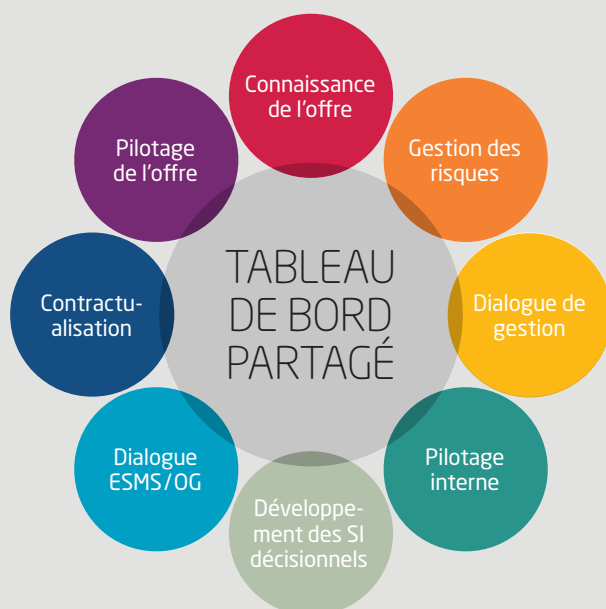 Connaissance
de l'offre
Pilotage
de l'offre
Gestion des
risques
TABLEAU
DE BORD
PARTAGÉ
Contractu-
alisation
Dialogue de
gestion
Dialogue
ESMS/OG
Pilotage
interne
Développe-
ment des SI
décisionnels